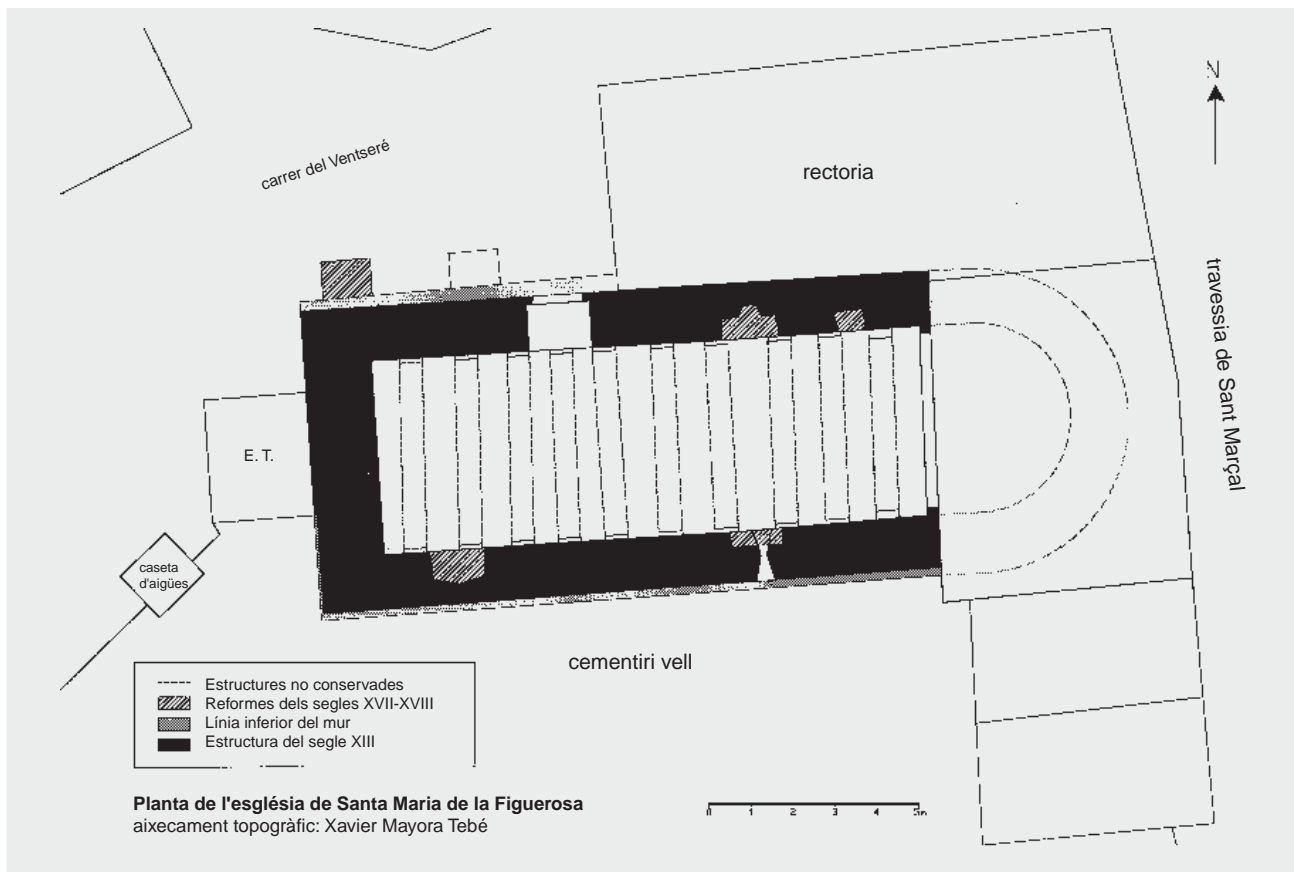 N
carrer del Ventseré
rectoria
travessia de Sant Marçal
E. T.
caseta
d'aigües
cementiri vell
Estructures no conservades
Reformes dels segles XVII-XVIII
Línia inferior del mur
Estructura del segle XIII
Planta de l'església de Santa Maria de la Figuerosa
aixecament topogràfic: Xavier Mayora Tebé
0 1 2 3 4 5m